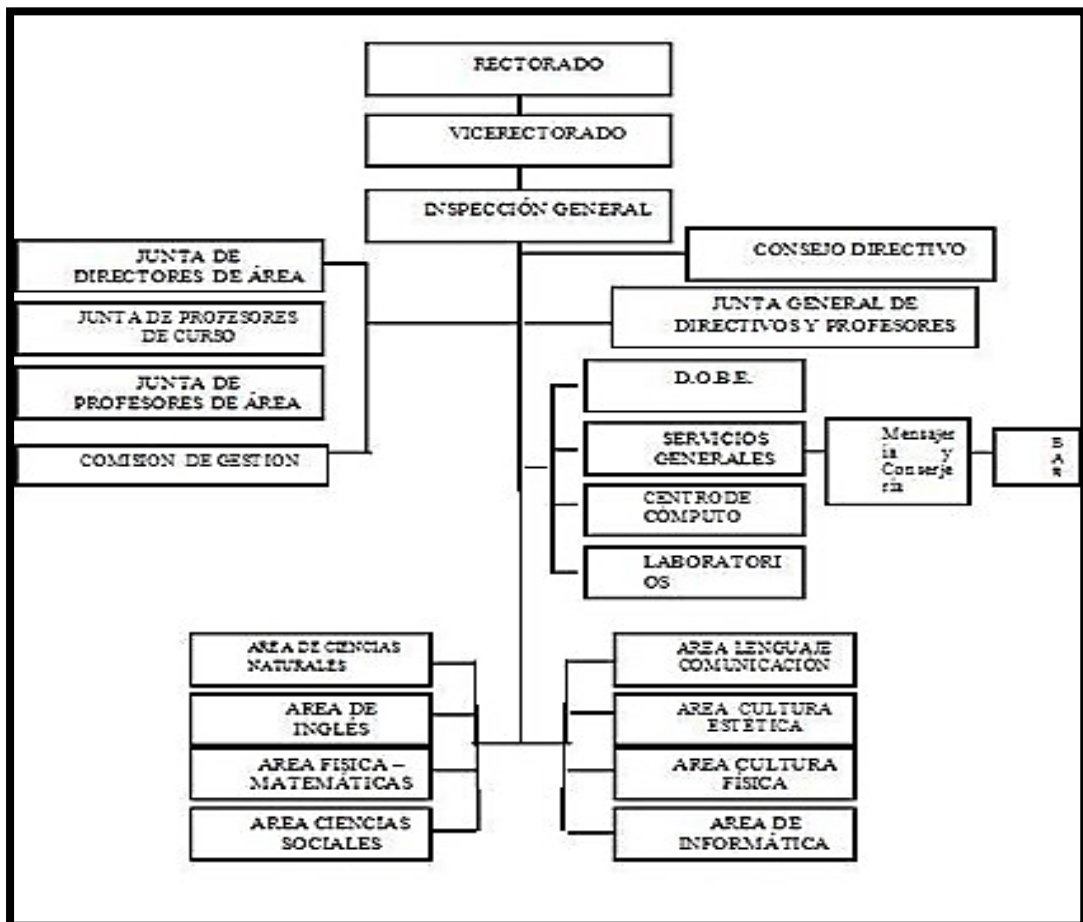 RECTORADO
VICERECTORADO
INSPECCIÓN GENERAL
CONSEJO DIRECTIVO
JUNTA DE
DIRECTORES DE ÁREA
JUNTA GENERAL DE
DIRECTIVOS Y PROFESORES
JUNTA DE PROFESORES
DE CURSO
JUNTA DE
PROFESORES DE ÁREA
COMISION DE GESTION
D.O.B.E.
SERVICIOS
GENERALES
Mensajer
ía y
Conserje
ría
B
A
R
CENTRO DE
CÓMPUTO
LABORATORI
OS
AREA DE CIENCIAS
NATURALES
AREA DE
INGLÉS
AREA FISICA –
MATEMÁTICAS
AREA CIENCIAS
SOCIALES
AREA LENGUAJE
COMUNICACIÓN
AREA CULTURA
ESTÉTICA
AREA CULTURA
FÍSICA
AREA DE
INFORMÁTICA